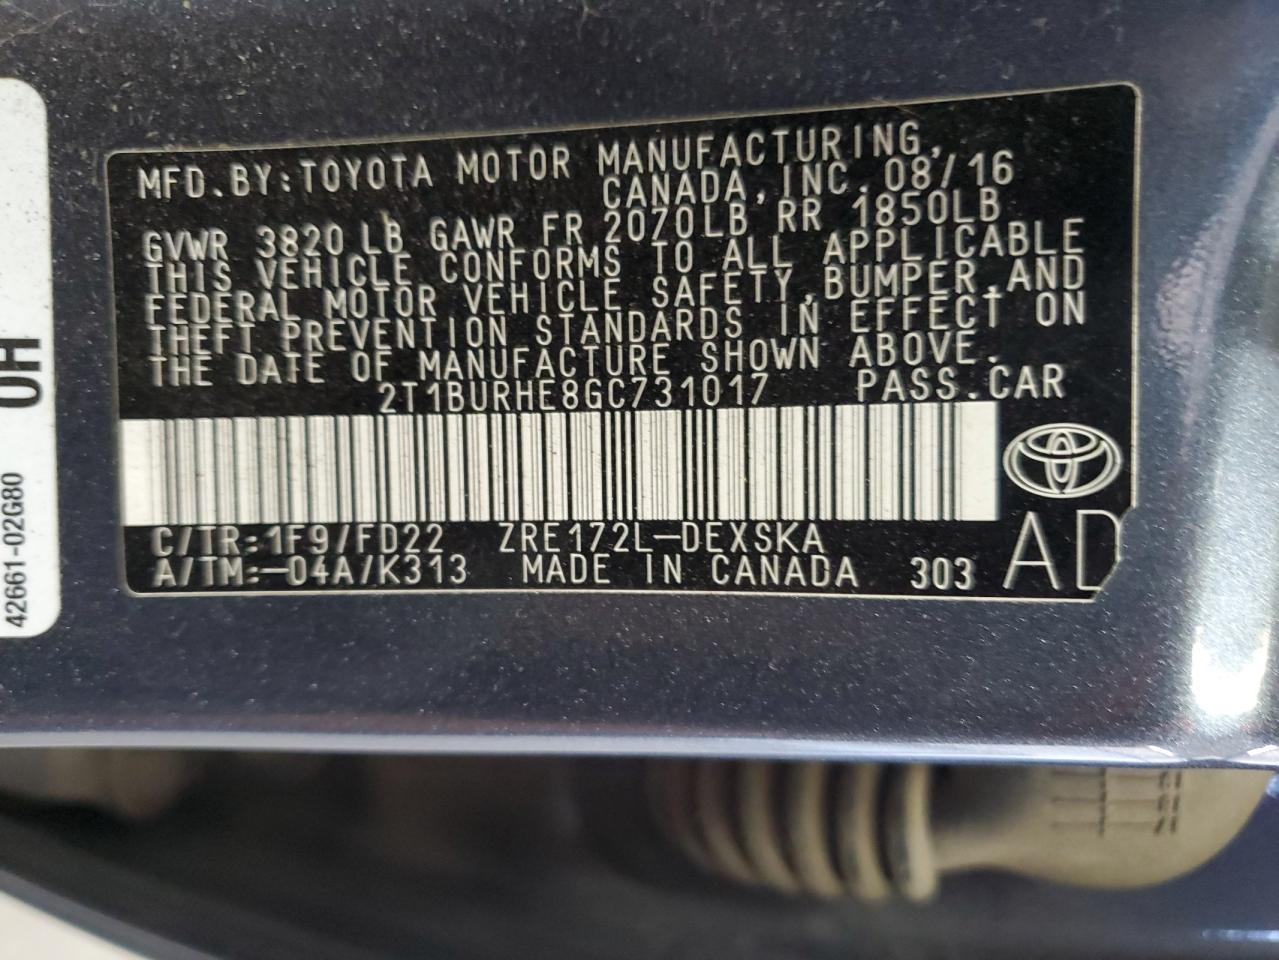 MFD.BY:TOYOTA MOTOR MANUFACTURING,
CANADA,INC. 08/16
GVWR 3820 LB GAWR FR 2070LB RR 1850LB
THIS VEHICLE CONFORMS TO ALL APPLICABLE
FEDERAL MOTOR VEHICLE SAFETY,BUMPER,AND
THEFT PREVENTION STANDARDS IN EFFECT ON
THE DATE OF MANUFACTURE SHOWN ABOVE.
2T1BURHE8GC731017 PASS.CAR
C/TR:1F9/FD22 ZRE172L-DEXSKA
A/TM:-04A/K313 MADE IN CANADA 303
AD
0H
42661-02G80